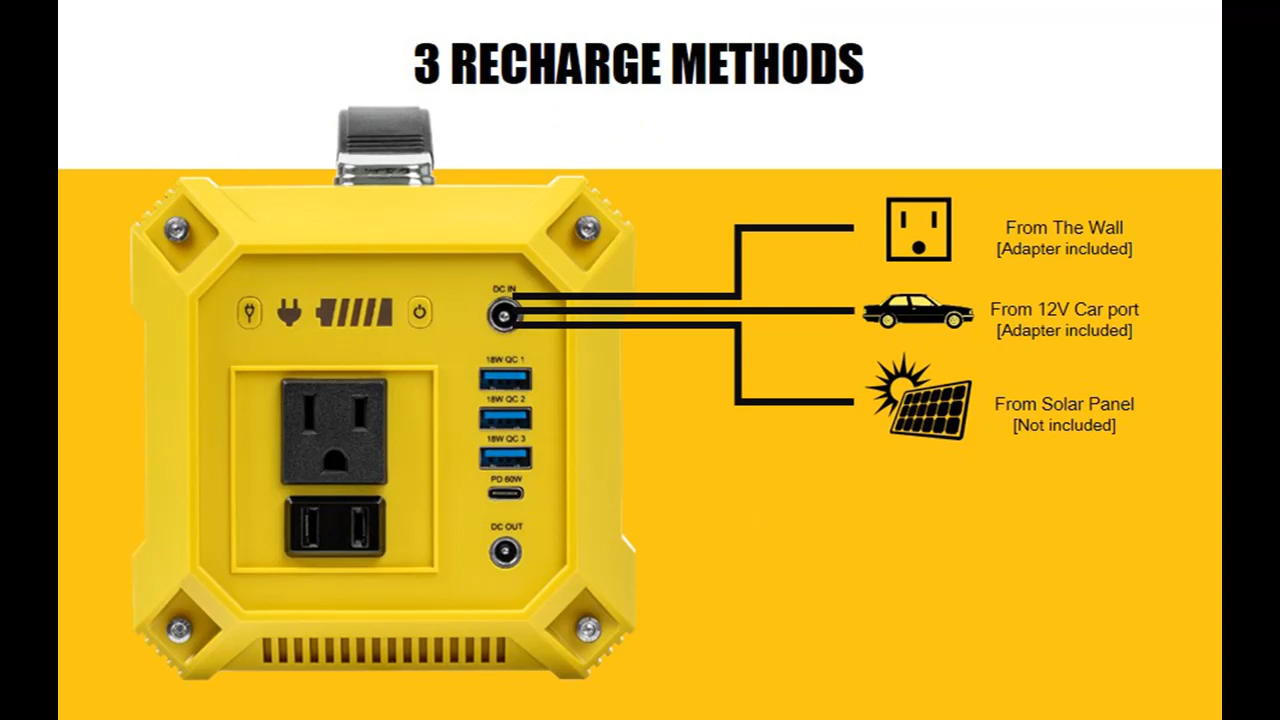 3 RECHARGE METHODS
From The Wall
[Adapter included]
DC IN
From 12V Car port
[Adapter included]
18W QC 1
18W QC 2
From Solar Panel
[Not included]
18W QC 3
PD 60W
DC OUT